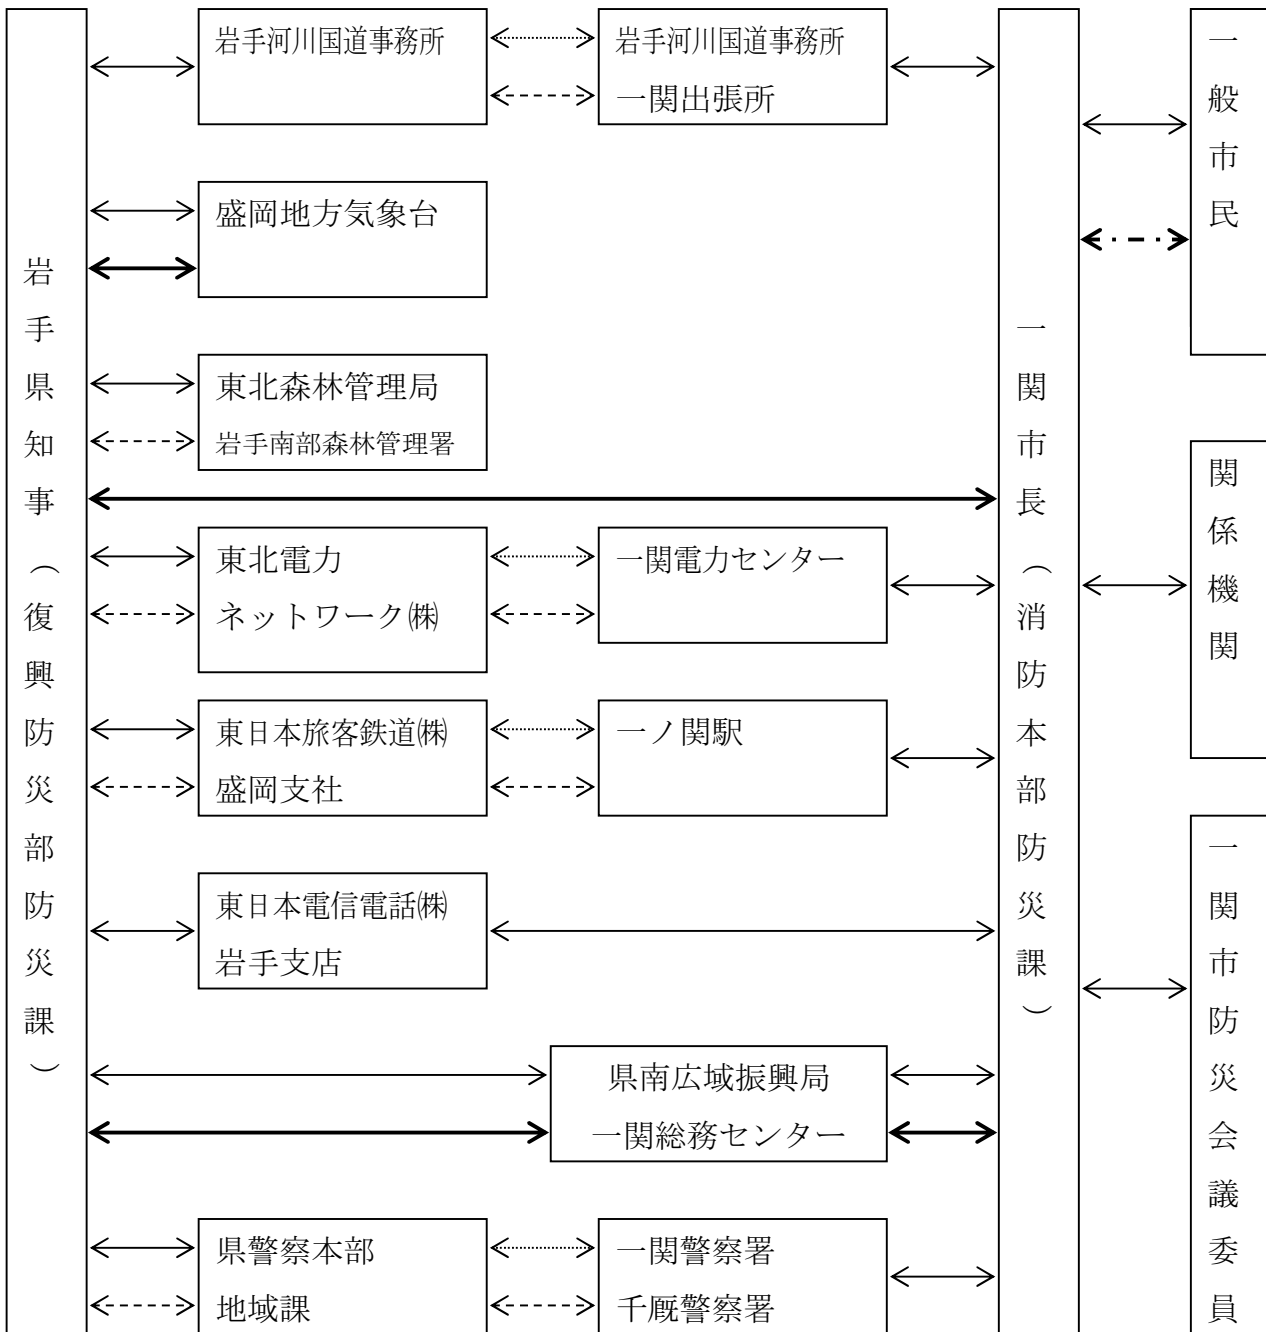 岩手県知事（復興防災部防災課）
岩手河川国道事務所
岩手河川国道事務所
一関出張所
盛岡地方気象台
東北森林管理局
岩手南部森林管理署
東北電力
ネットワーク㈱
一関電力センター
東日本旅客鉄道㈱
盛岡支社
一ノ関駅
東日本電信電話㈱
岩手支店
県南広域振興局
一関総務センター
県警察本部
地域課
一関警察署
千厩警察署
一関市長（消防本部防災課）
一般市民
関係機関
一関市防災会議委員